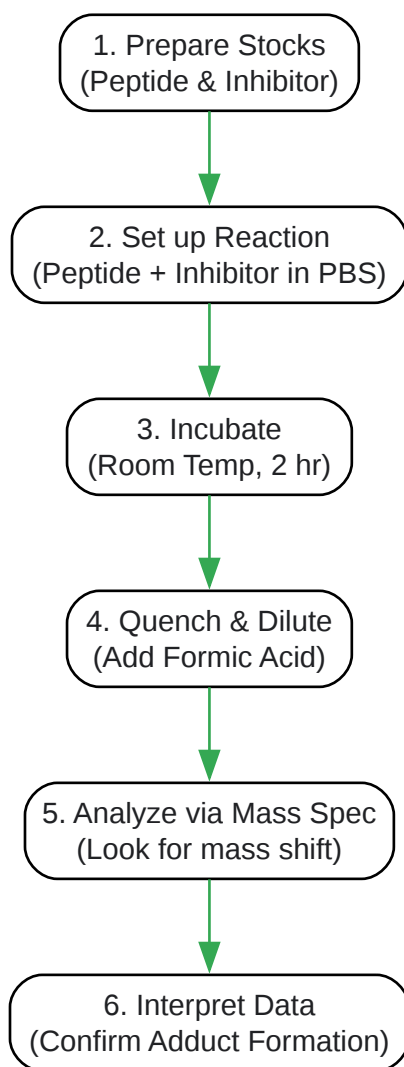 1. Prepare Stocks
(Peptide & Inhibitor)
2. Set up Reaction
(Peptide + Inhibitor in PBS)
3. Incubate
(Room Temp, 2 hr)
4. Quench & Dilute
(Add Formic Acid)
5. Analyze via Mass Spec
(Look for mass shift)
6. Interpret Data
(Confirm Adduct Formation)